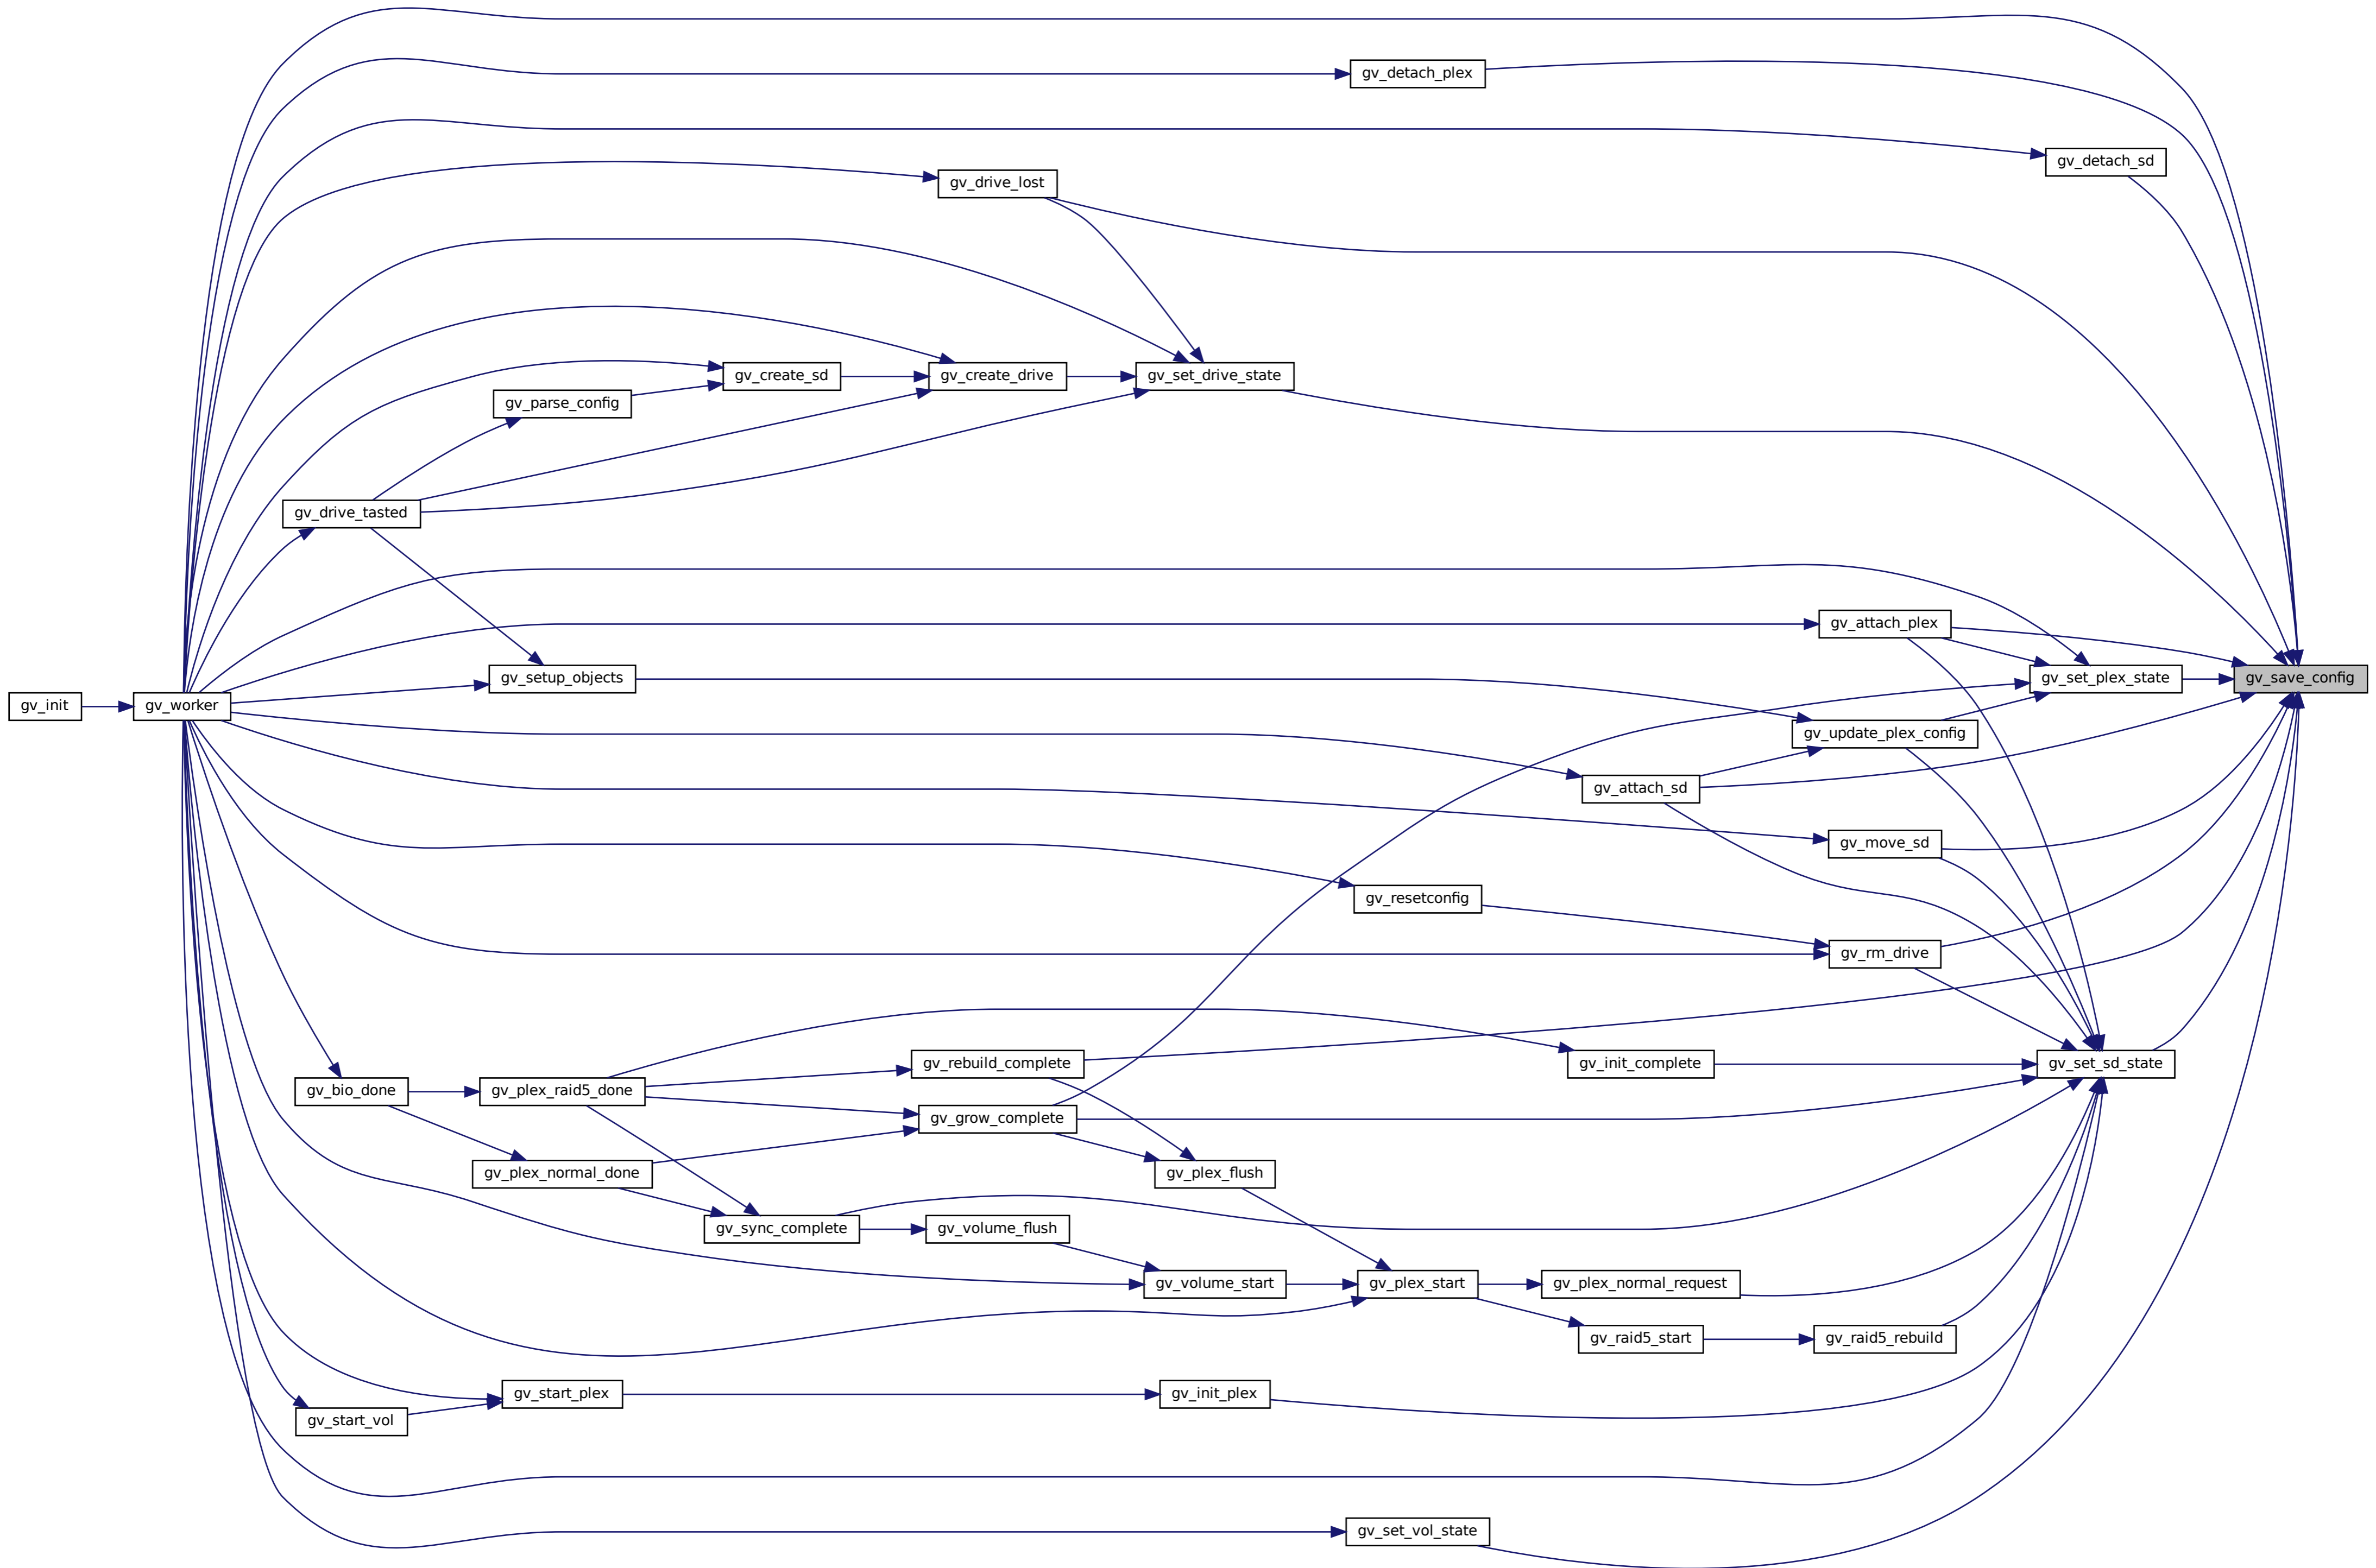 gv_detach_plex
gv_detach_sd
gv_drive_lost
gv_create_sd
gv_create_drive
gv_set_drive_state
gv_parse_config
gv_drive_tasted
gv_attach_plex
gv_setup_objects
gv_set_plex_state
gv_save_config
gv_init
gv_worker
gv_update_plex_config
gv_attach_sd
gv_move_sd
gv_resetconfig
gv_rm_drive
gv_rebuild_complete
gv_init_complete
gv_set_sd_state
gv_bio_done
gv_plex_raid5_done
gv_grow_complete
gv_plex_normal_done
gv_plex_flush
gv_sync_complete
gv_volume_flush
gv_volume_start
gv_plex_start
gv_plex_normal_request
gv_raid5_start
gv_raid5_rebuild
gv_start_plex
gv_init_plex
gv_start_vol
gv_set_vol_state